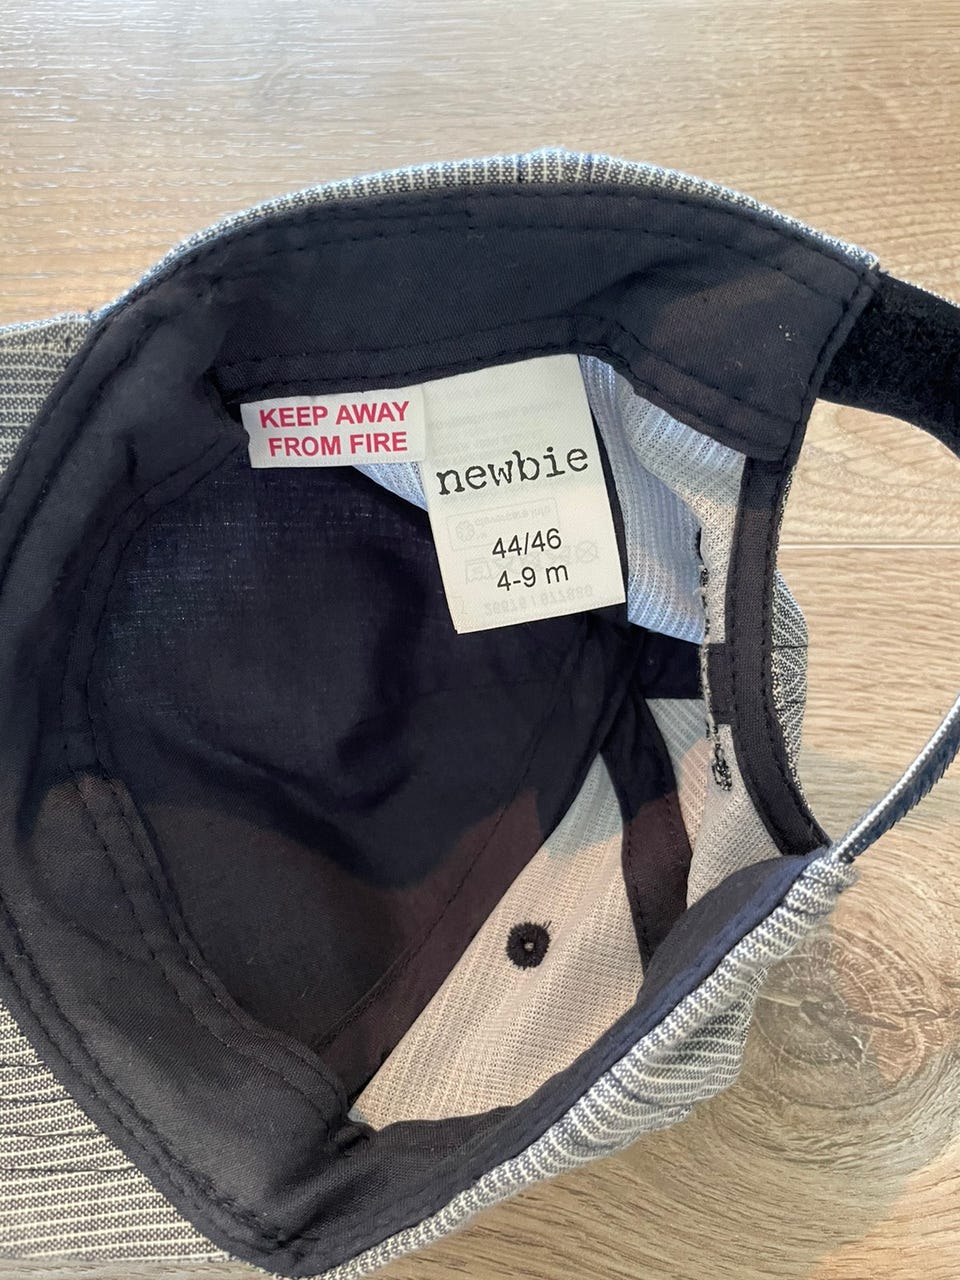 KEEP AWAY
FROM FIRE
newbie
44/46
4-9 m